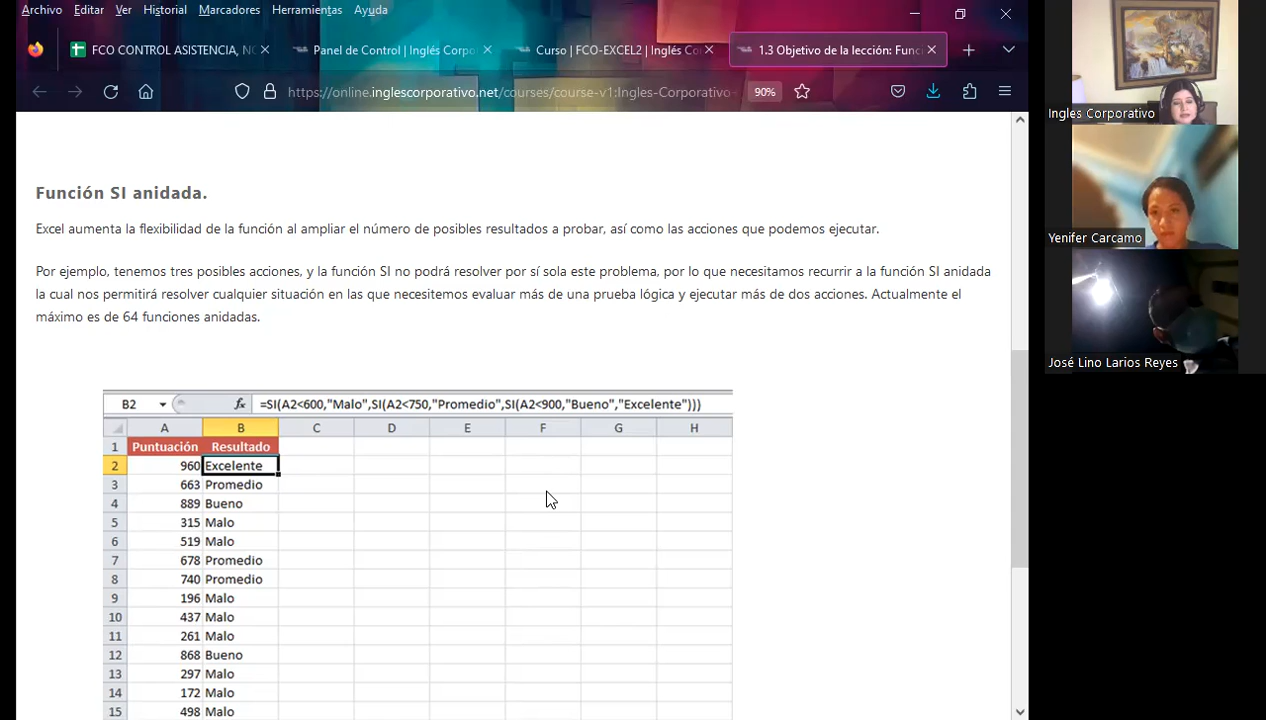 Archivo Editar Ver Historial Marcadores Herramientas Ayuda
FCO CONTROL ASISTENCIA, NO
Panel de Control | Inglés Corpo
Curso | FCO-EXCEL2 | Inglés Co
1.3 Objetivo de la lección: Func
https://online.inglescorporativo.net/courses/course-v1:Ingles-Corporativo
90%
Función SI anidada.
Excel aumenta la flexibilidad de la función al ampliar el número de posibles resultados a probar, así como las acciones que podemos ejecutar.
Por ejemplo, tenemos tres posibles acciones, y la función SI no podrá resolver por sí sola este problema, por lo que necesitamos recurrir a la función SI anidada
la cual nos permitirá resolver cualquier situación en las que necesitemos evaluar más de una prueba lógica y ejecutar más de dos acciones. Actualmente el
máximo es de 64 funciones anidadas.
B2 fx =SI(A2<600,"Malo",SI(A2<750,"Promedio",SI(A2<900,"Bueno","Excelente")))
A B C D E F G H
1 Puntuación Resultado
2 960 Excelente
3 663 Promedio
4 889 Bueno
5 315 Malo
6 519 Malo
7 678 Promedio
8 740 Promedio
9 196 Malo
10 437 Malo
11 261 Malo
12 868 Bueno
13 297 Malo
14 172 Malo
15 498 Malo
Ingles Corporativo
Yenifer Carcamo
José Lino Larios Reyes